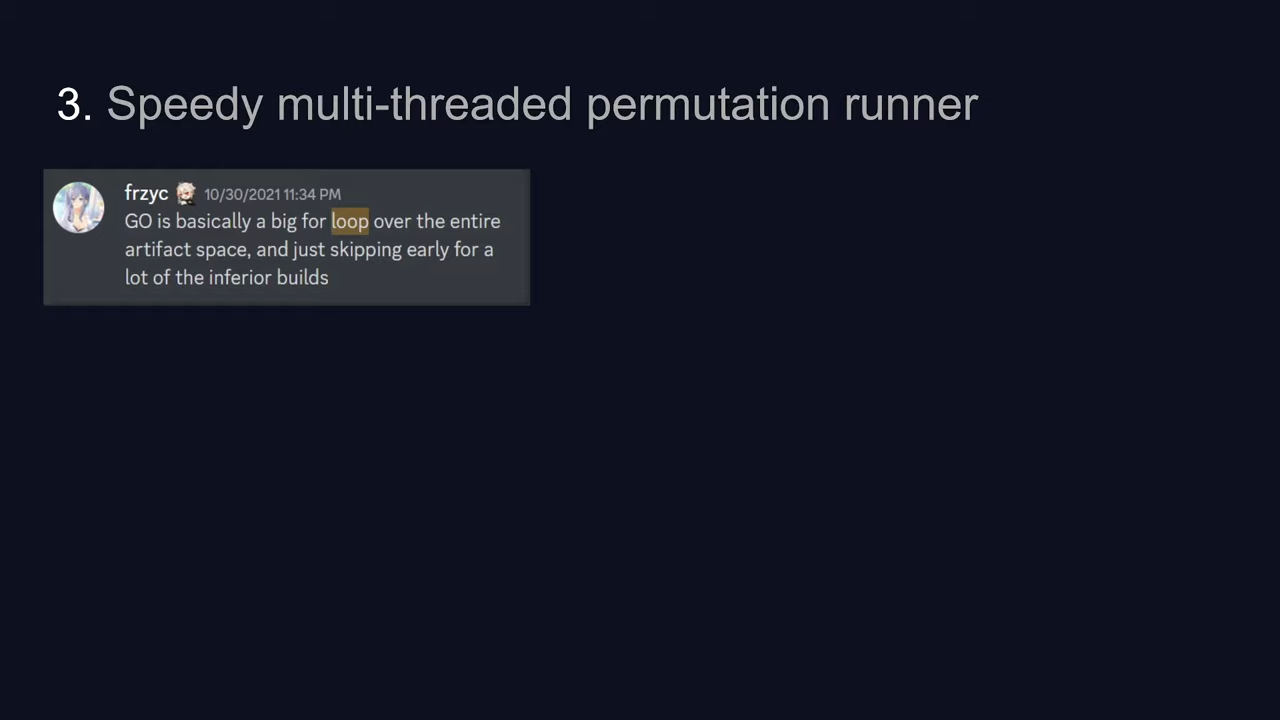 3. Speedy multi-threaded permutation runner
frzyc 10/30/2021 11:34 PM
GO is basically a big for loop over the entire
artifact space, and just skipping early for a
lot of the inferior builds